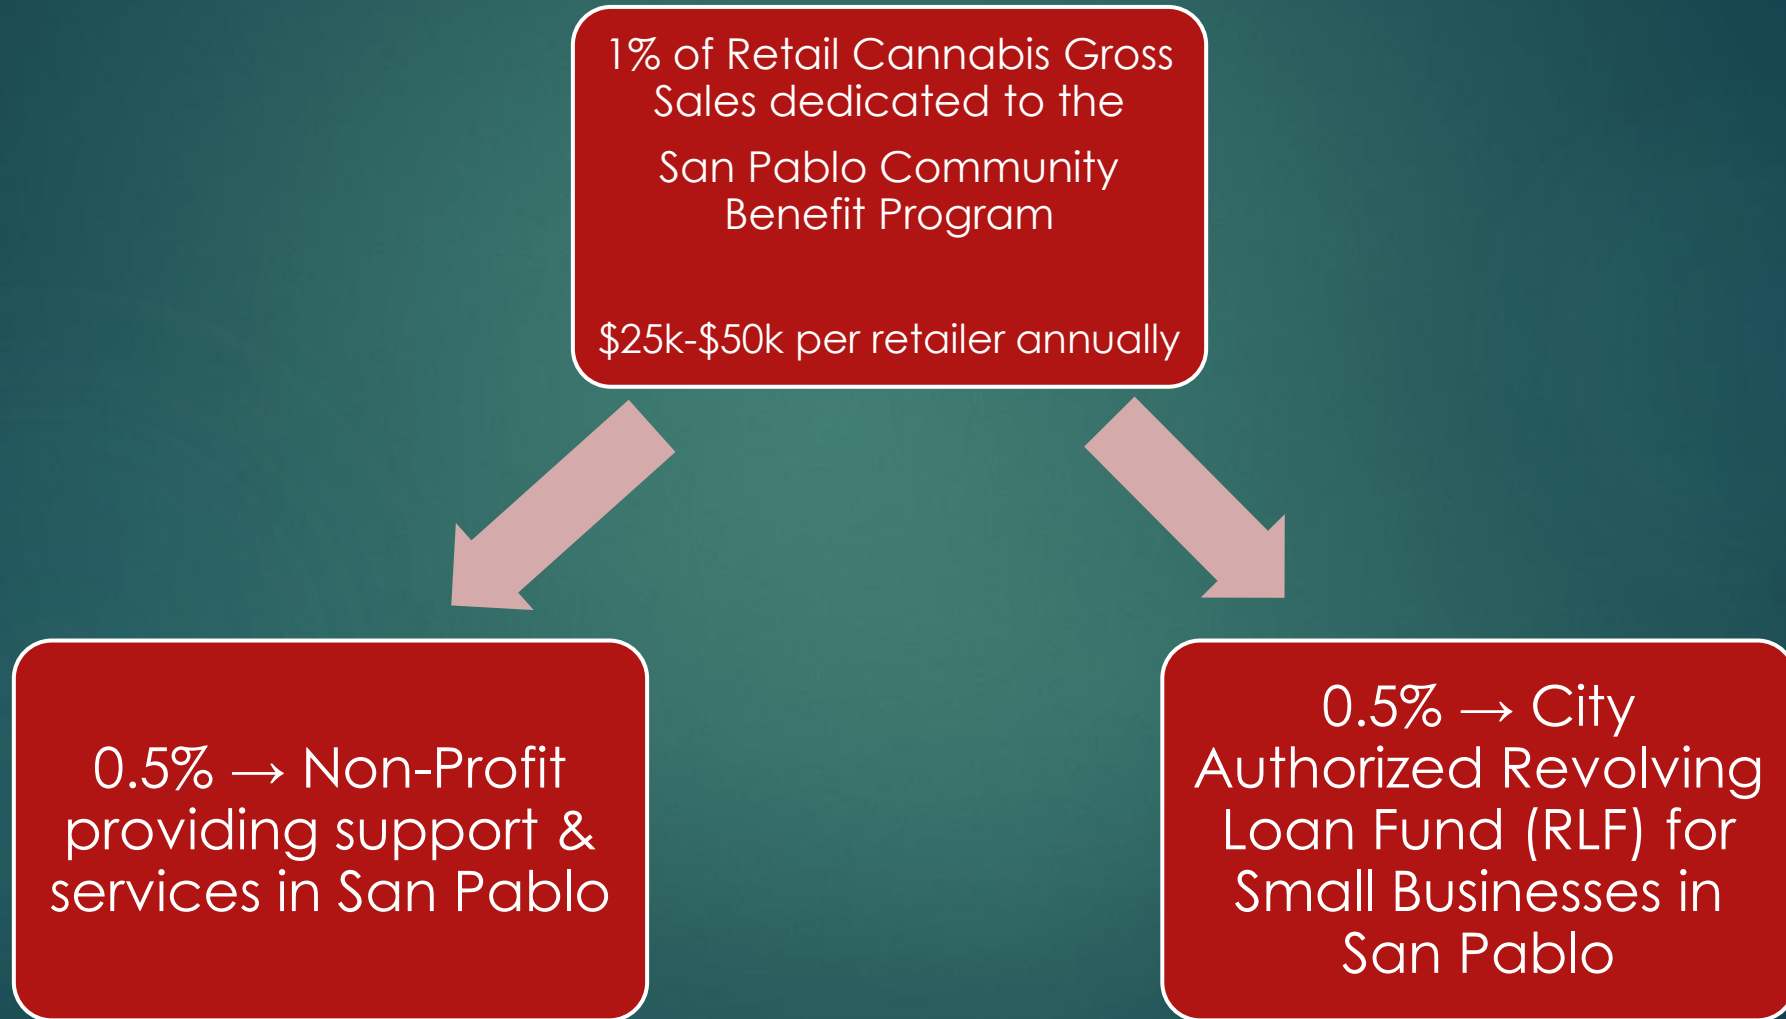 1% of Retail Cannabis Gross
Sales dedicated to the
San Pablo Community
Benefit Program
$25k-$50k per retailer annually
0.5% → Non-Profit
providing support &
services in San Pablo
0.5% → City
Authorized Revolving
Loan Fund (RLF) for
Small Businesses in
San Pablo